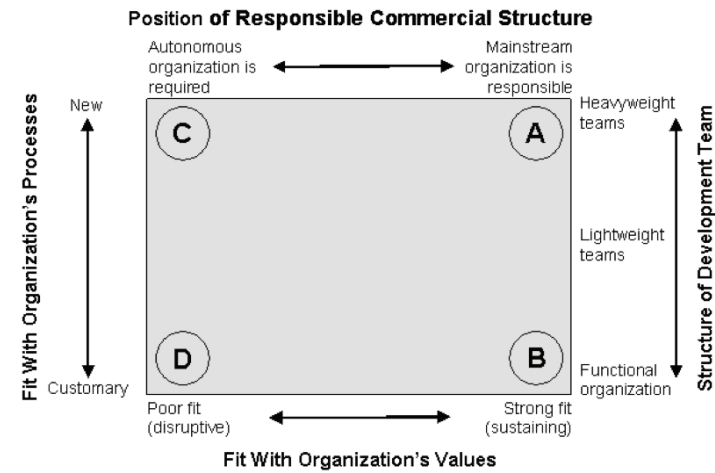 Position of Responsible Commercial Structure
Autonomous
organization is
required
Mainstream
organization is
responsible
Fit With Organization's Processes
New
Customary
C
A
D
B
Heavyweight
teams
Lightweight
teams
Functional
organization
Structure of Development Team
Poor fit
(disruptive)
Strong fit
(sustaining)
Fit With Organization's Values